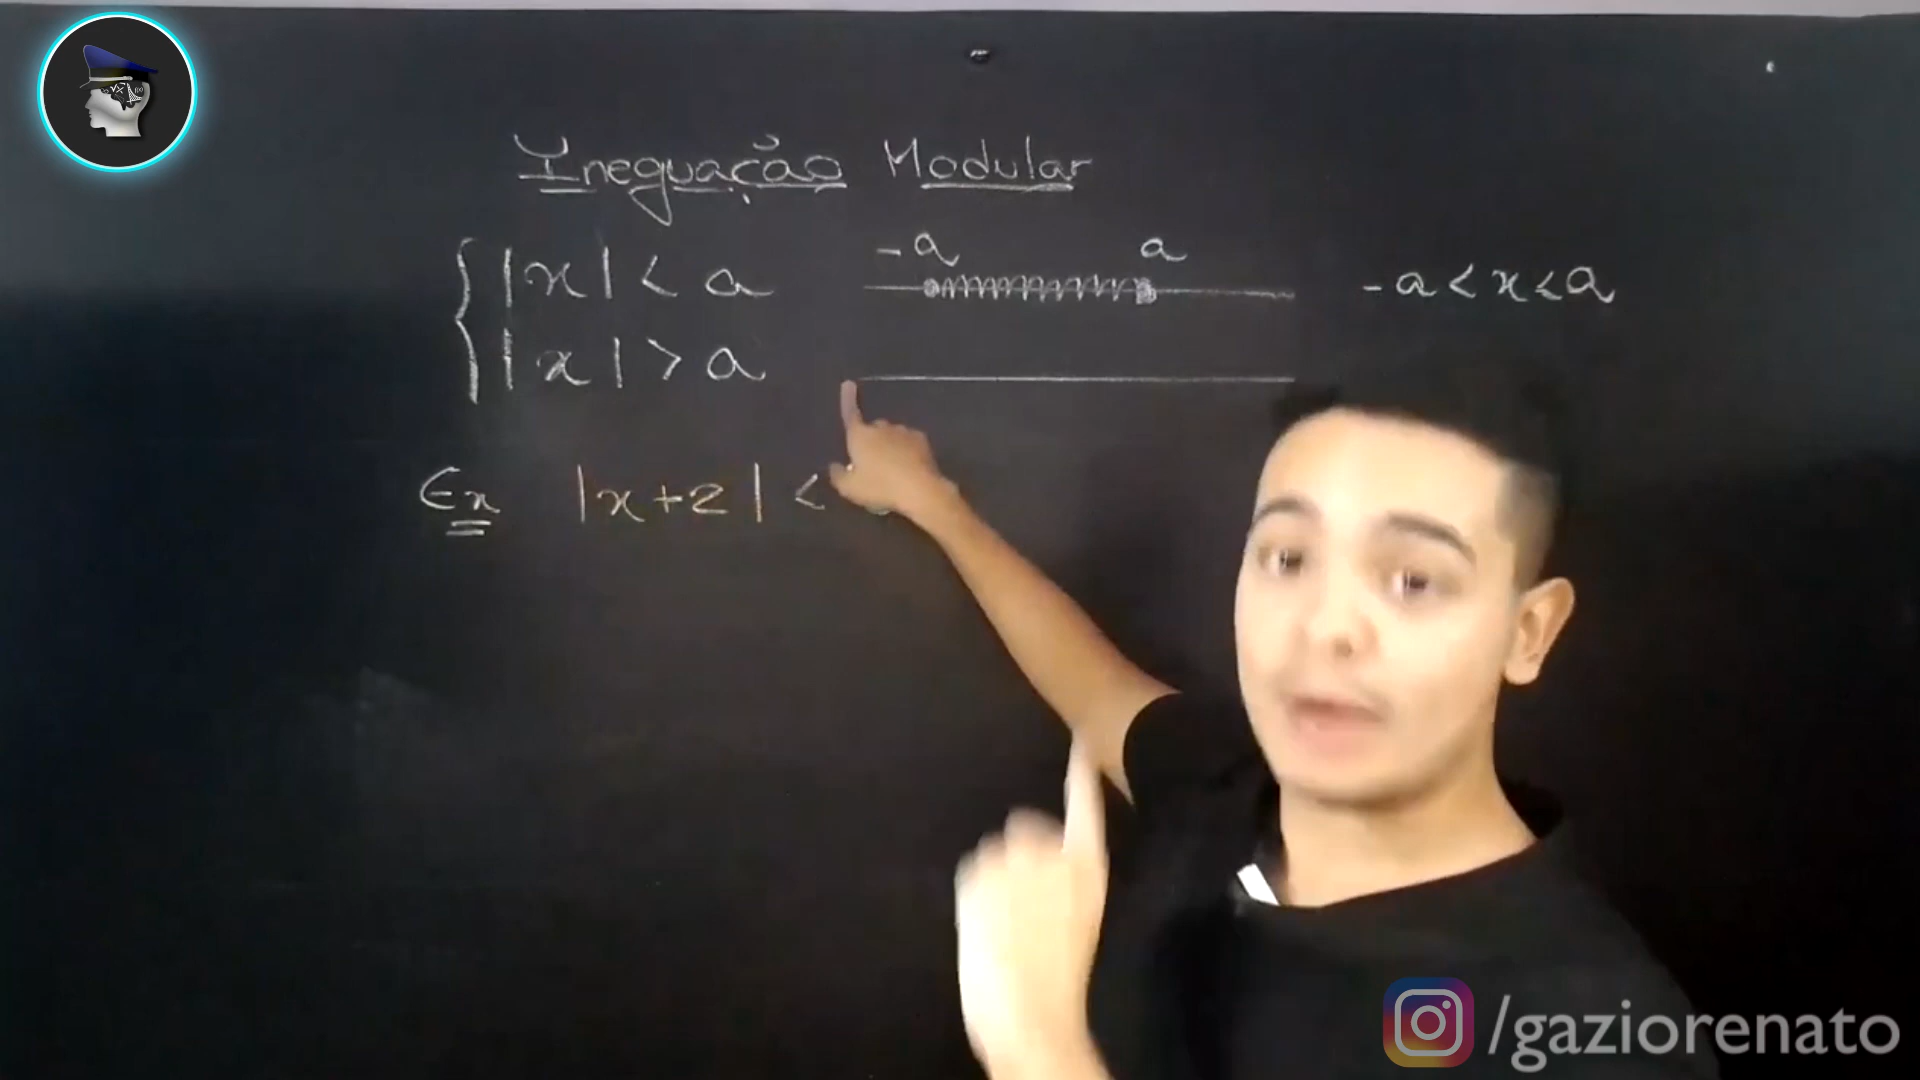 Inequação Modular
|x| < a -a a -a < x < a
|x| > a
Ex |x+2| <
/gaziorenato